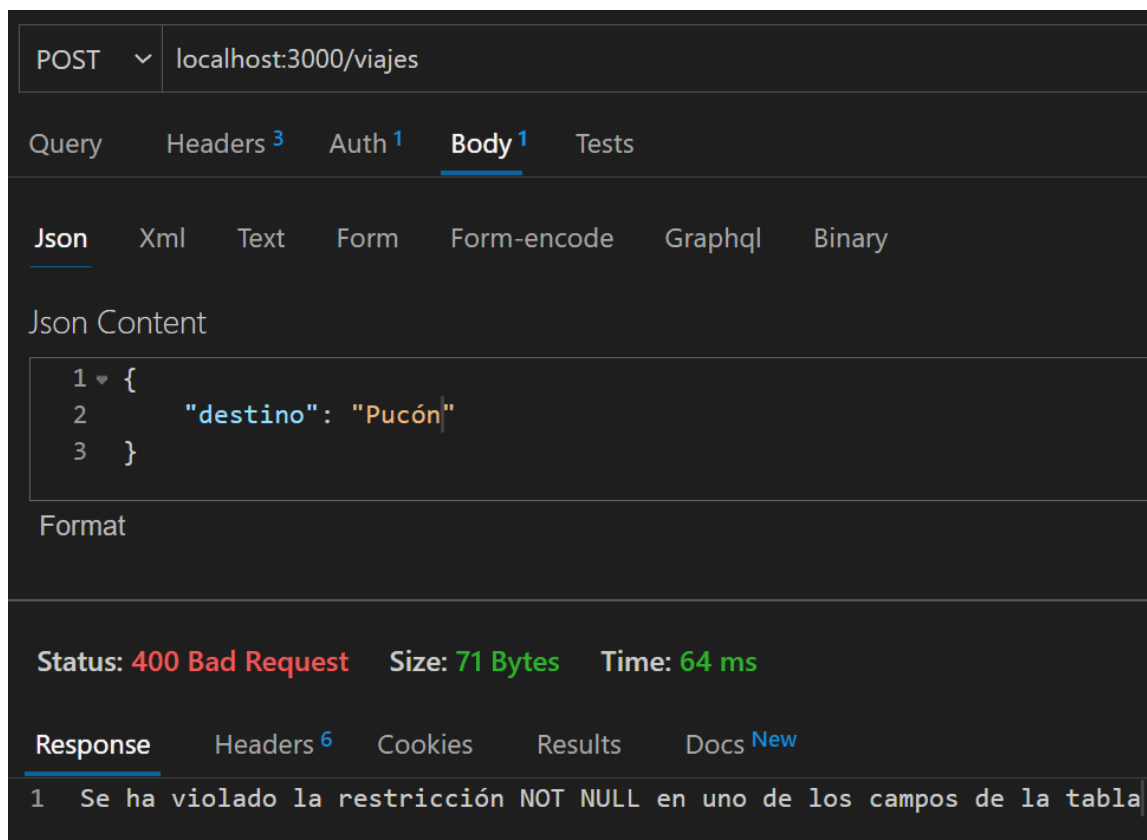 POST localhost:3000/viajes
Query Headers 3 Auth 1 Body 1 Tests
Json Xml Text Form Form-encode Graphql Binary
Json Content
1 {
2 "destino": "Pucón"
3 }
Format
Status: 400 Bad Request Size: 71 Bytes Time: 64 ms
Response Headers 6 Cookies Results Docs New
1 Se ha violado la restricción NOT NULL en uno de los campos de la tabla